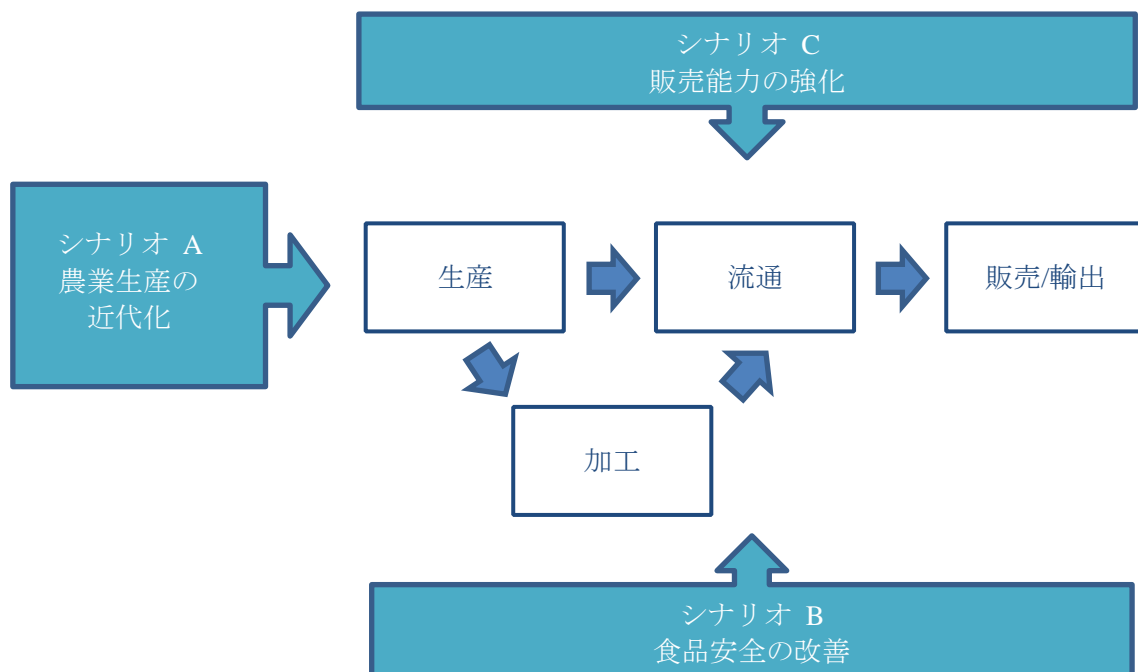 シナリオ C
販売能力の強化
シナリオ A
農業生産の
近代化
生産
流通
販売/輸出
加工
シナリオ B
食品安全の改善